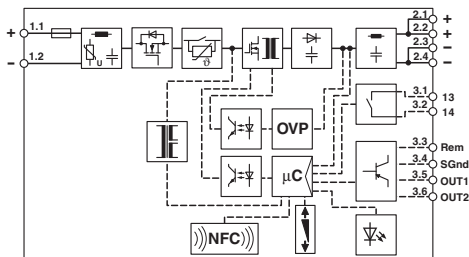 + 1.1
− 1.2
U
ϑ
2.1 +
2.2 +
2.3 −
2.4 −
OVP
µC
NFC
3.1 13
3.2 14
3.3 Rem
3.4 SGnd
3.5 OUT1
3.6 OUT2